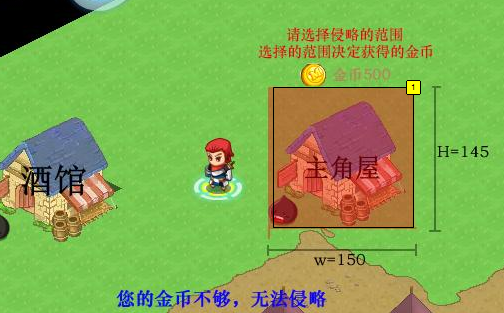 请选择侵略的范围
选择的范围决定获得的金币
金币500
1
酒馆
主角屋
H=145
w=150
您的金币不够，无法侵略